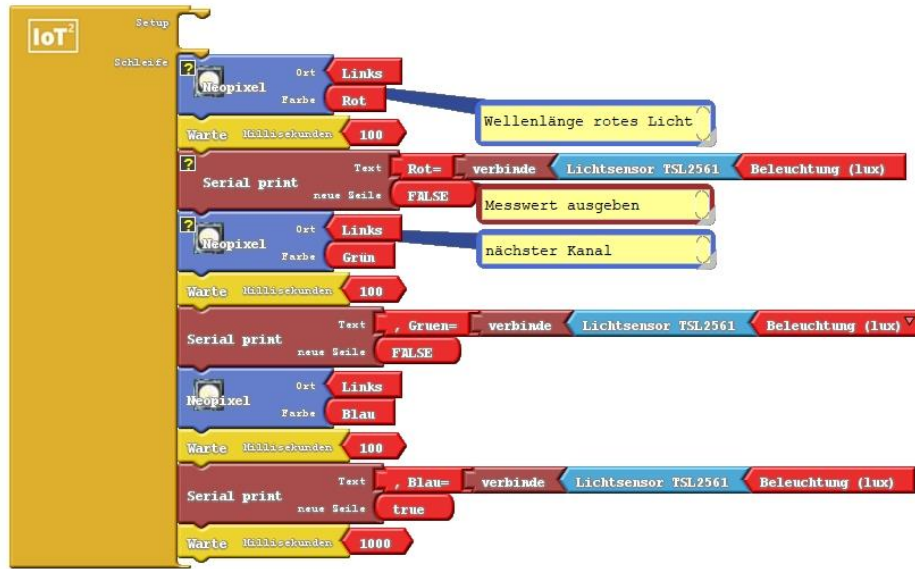 IoT²
Setup
Schleife
? Neopixel Ort Links
Farbe Rot
Wellenlänge rotes Licht
Warte Millisekunden 100
? Serial print Text Rot= verbinde Lichtsensor TSL2561 Beleuchtung (lux)
neue Zeile FALSE
Messwert ausgeben
? Neopixel Ort Links
Farbe Grün
nächster Kanal
Warte Millisekunden 100
Serial print Text , Gruen= verbinde Lichtsensor TSL2561 Beleuchtung (lux)
neue Zeile FALSE
Neopixel Ort Links
Farbe Blau
Warte Millisekunden 100
Serial print Text , Blau= verbinde Lichtsensor TSL2561 Beleuchtung (lux)
neue Zeile true
Warte Millisekunden 1000